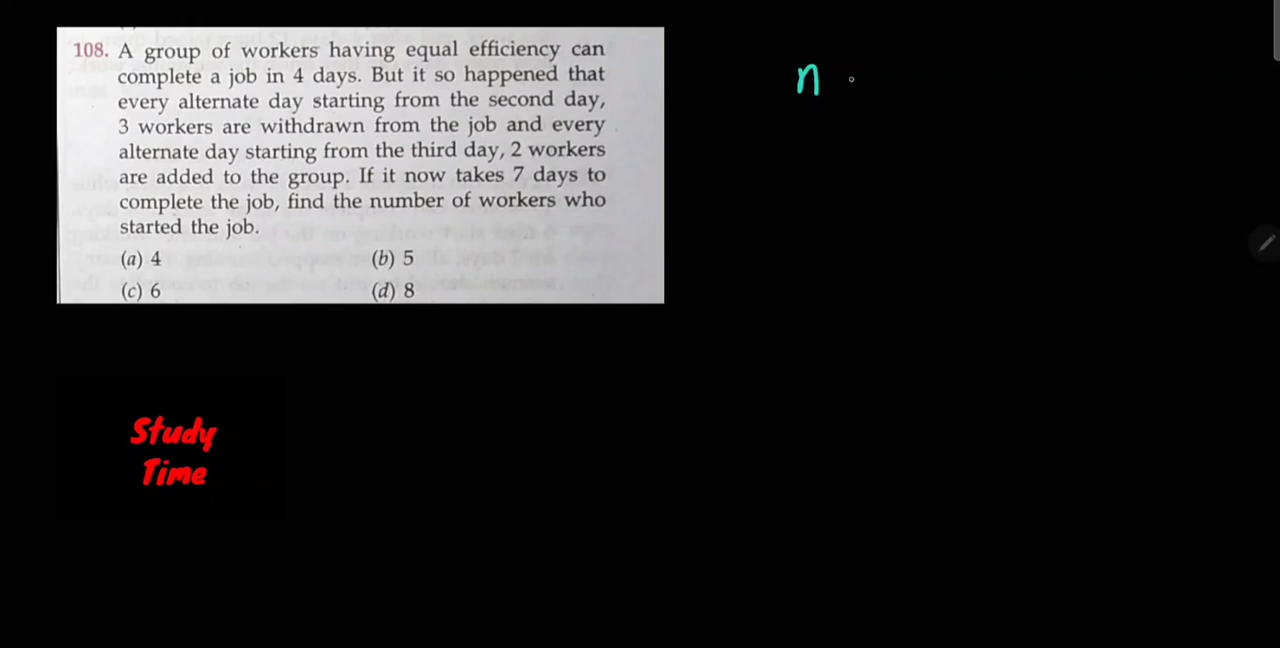 108. A group of workers having equal efficiency can
complete a job in 4 days. But it so happened that
every alternate day starting from the second day,
3 workers are withdrawn from the job and every
alternate day starting from the third day, 2 workers
are added to the group. If it now takes 7 days to
complete the job, find the number of workers who
started the job.
(a) 4 (b) 5
(c) 6 (d) 8
n
Study
Time